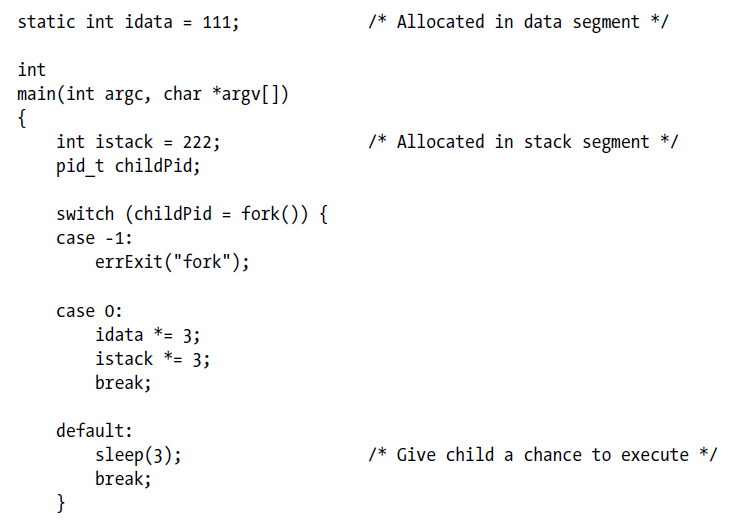 static int idata = 111;             /* Allocated in data segment */
int
main(int argc, char *argv[])
{
    int istack = 222;               /* Allocated in stack segment */
    pid_t childPid;
    switch (childPid = fork()) {
    case -1:
        errExit("fork");
    case 0:
        idata *= 3;
        istack *= 3;
        break;
    default:
        sleep(3);                   /* Give child a chance to execute */
        break;
    }